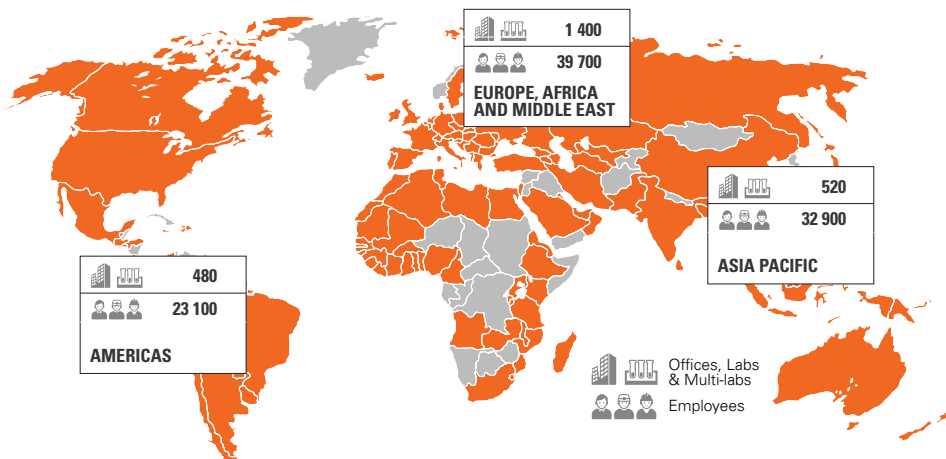 1 400
39 700
EUROPE, AFRICA
AND MIDDLE EAST
520
32 900
ASIA PACIFIC
480
23 100
AMERICAS
Offices, Labs
& Multi-labs
Employees